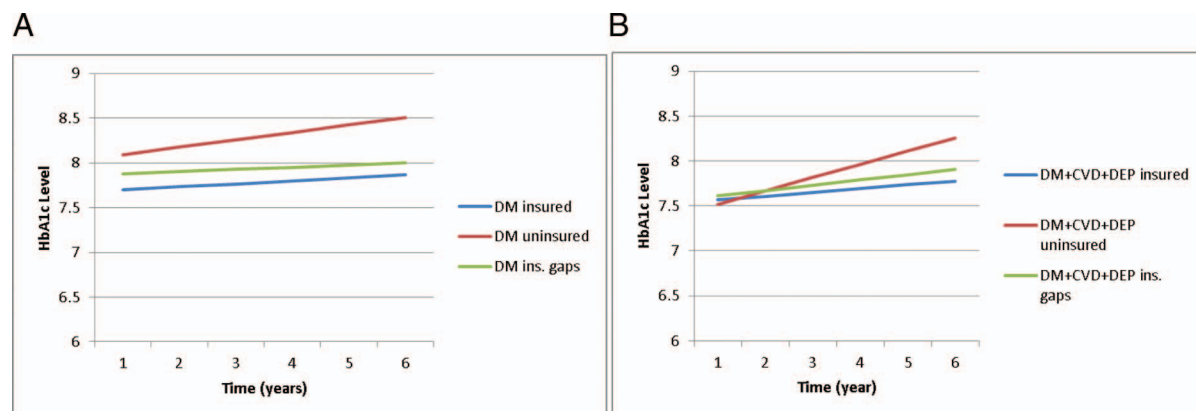 A
9
8.5
8
7.5
7
6.5
6
HbA1c Level
1 2 3 4 5 6
Time (years)
DM insured
DM uninsured
DM ins. gaps
B
9
8.5
8
7.5
7
6.5
6
HbA1c Level
1 2 3 4 5 6
Time (year)
DM+CVD+DEP insured
DM+CVD+DEP
uninsured
DM+CVD+DEP ins.
gaps